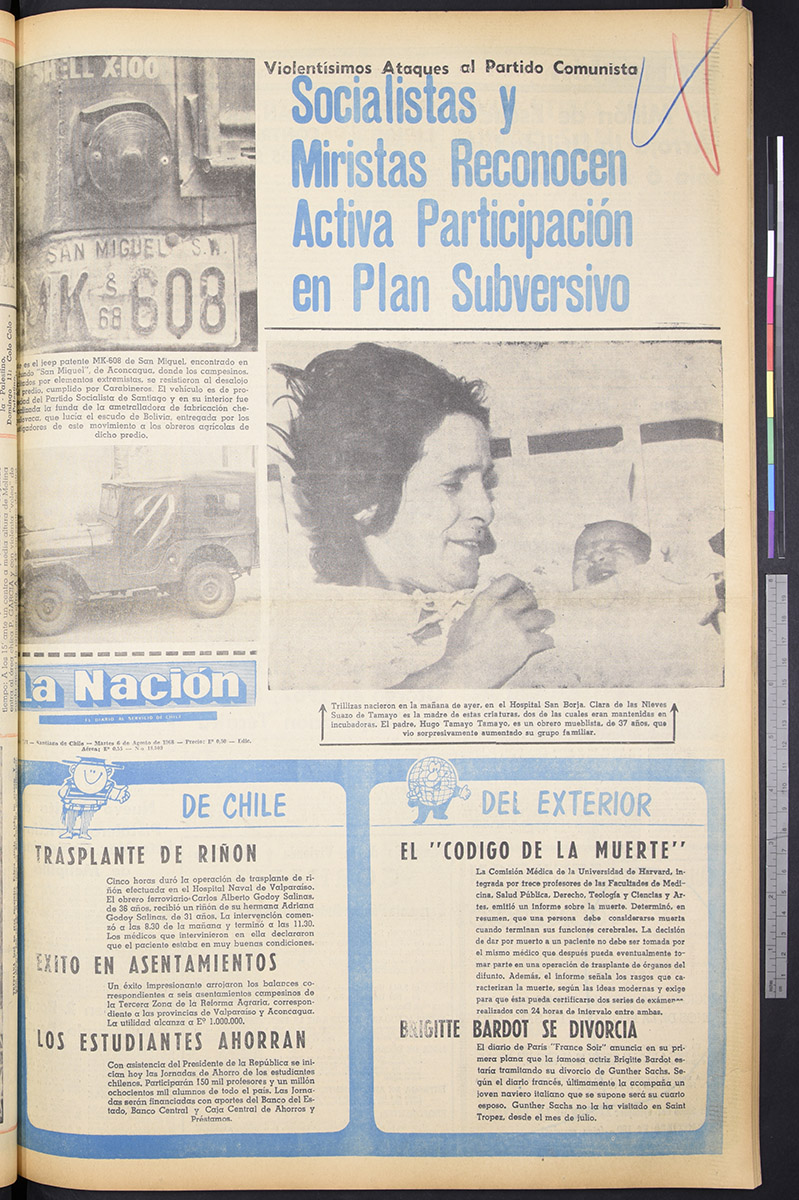 SHELL X-100
SAN MIGUEL S.N.
MK 68 608
Violentísimos Ataques al Partido Comunista
Socialistas y
Miristas Reconocen
Activa Participación
en Plan Subversivo
es el jeep patente MK-608 de San Miguel, encontrado en
"San Miguel", de Aconcagua, donde los campesinos,
por elementos extremistas, se resistieron al desalojo
predio, cumplido por Carabineros. El vehículo es de pro-
del Partido Socialista de Santiago y en su interior fue
la funda de la ametralladora de fabricación che-
que lucía el escudo de Bolivia, entregada por los
de este movimiento a los obreros agrícolas de
dicho predio.
la Nación
EL DIARIO AL SERVICIO DE CHILE
Santiago de Chile — Martes 6 de Agosto de 1968 — Precio: Eº 0,50 — Edic.
Aérea: Eº 0,55 —
Trillizas nacieron en la mañana de ayer, en el Hospital San Borja. Clara de las Nieves
Suazo de Tamayo es la madre de estas criaturas, dos de las cuales eran mantenidas en
incubadoras. El padre, Hugo Tamayo Tamayo, es un obrero mueblista, de 37 años, que
vio sorpresivamente aumentado su grupo familiar.
DE CHILE
TRASPLANTE DE RIÑON
Cinco horas duró la operación de trasplante de ri-
ñón efectuada en el Hospital Naval de Valparaíso.
El obrero ferroviario Carlos Alberto Godoy Salinas,
de 38 años, recibió un riñón de su hermana Adriana
Godoy Salinas, de 31 años. La intervención comen-
zó a las 8.30 de la mañana y terminó a las 11.30.
Los médicos que intervinieron en ella declararon
que el paciente estaba en muy buenas condiciones.
EXITO EN ASENTAMIENTOS
Un éxito impresionante arrojaron los balances co-
rrespondientes a seis asentamientos campesinos de
la Tercera Zona de la Reforma Agraria, correspon-
diente a las provincias de Valparaíso y Aconcagua.
La utilidad alcanza a Eº 1.000.000.
LOS ESTUDIANTES AHORRAN
Con asistencia del Presidente de la República se ini-
cian hoy las Jornadas de Ahorro de los estudiantes
chilenos. Participarán 150 mil profesores y un millón
ochocientos mil alumnos de todo el país. Las Jorna-
das serán financiadas con aportes del Banco del Es-
tado, Banco Central y Caja Central de Ahorros y
Préstamos.
DEL EXTERIOR
EL "CODIGO DE LA MUERTE"
La Comisión Médica de la Universidad de Harvard, in-
tegrada por trece profesores de las Facultades de Medi-
cina, Salud Pública, Derecho, Teología y Ciencias y Ar-
tes, emitió un informe sobre la muerte. Determinó, en
resumen, que una persona debe considerarse muerta
cuando terminan sus funciones cerebrales. La decisión
de dar por muerto a un paciente no debe ser tomada por
el mismo médico que después pueda eventualmente to-
mar parte en una operación de trasplante de órganos del
difunto. Además, el informe señala los rasgos que ca-
racterizan la muerte, según las ideas modernas y exige
para que ésta pueda certificarse dos series de exámenes
realizados con 24 horas de intervalo entre ambas.
BRIGITTE BARDOT SE DIVORCIA
El diario de París "France Soir" anuncia en su pri-
mera plana que la famosa actriz Brigitte Bardot es-
taría tramitando su divorcio de Gunther Sachs. Se-
gún el diario francés, últimamente la acompaña un
joven naviero italiano que se supone será su cuarto
esposo. Gunther Sachs no la ha visitado en Saint
Tropez, desde el mes de julio.